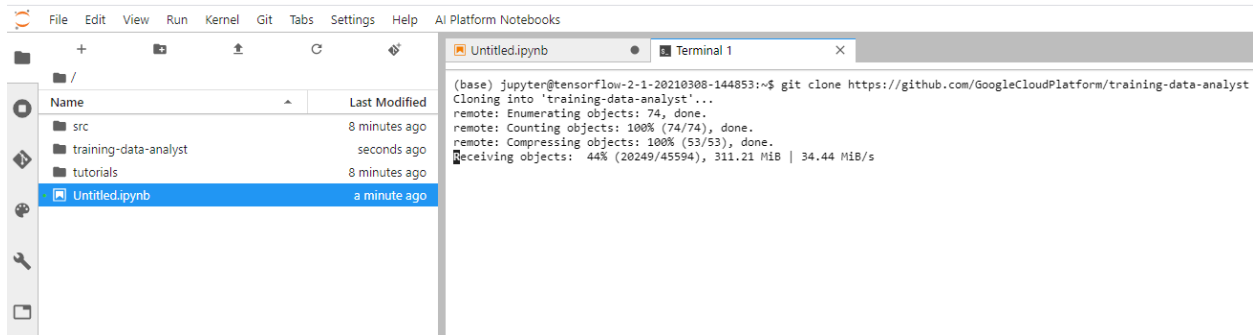 File Edit View Run Kernel Git Tabs Settings Help AI Platform Notebooks
/
Name Last Modified
src 8 minutes ago
training-data-analyst seconds ago
tutorials 8 minutes ago
Untitled.ipynb a minute ago
Untitled.ipynb Terminal 1
(base) jupyter@tensorflow-2-1-20210308-144853:~$ git clone https://github.com/GoogleCloudPlatform/training-data-analyst
Cloning into 'training-data-analyst'...
remote: Enumerating objects: 74, done.
remote: Counting objects: 100% (74/74), done.
remote: Compressing objects: 100% (53/53), done.
Receiving objects: 44% (20249/45594), 311.21 MiB | 34.44 MiB/s